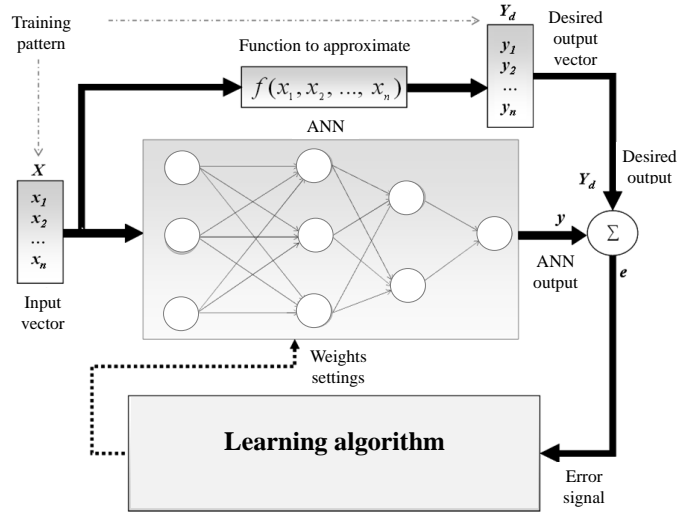 Training
pattern
Y_d
Desired
output
vector
Function to approximate
f(x_1, x_2, ..., x_n)
y_1
y_2
...
y_n
ANN
X
x_1
x_2
...
x_n
Input
vector
Desired
output
Y_d
y
Σ
ANN
output
e
Weights
settings
Learning algorithm
Error
signal